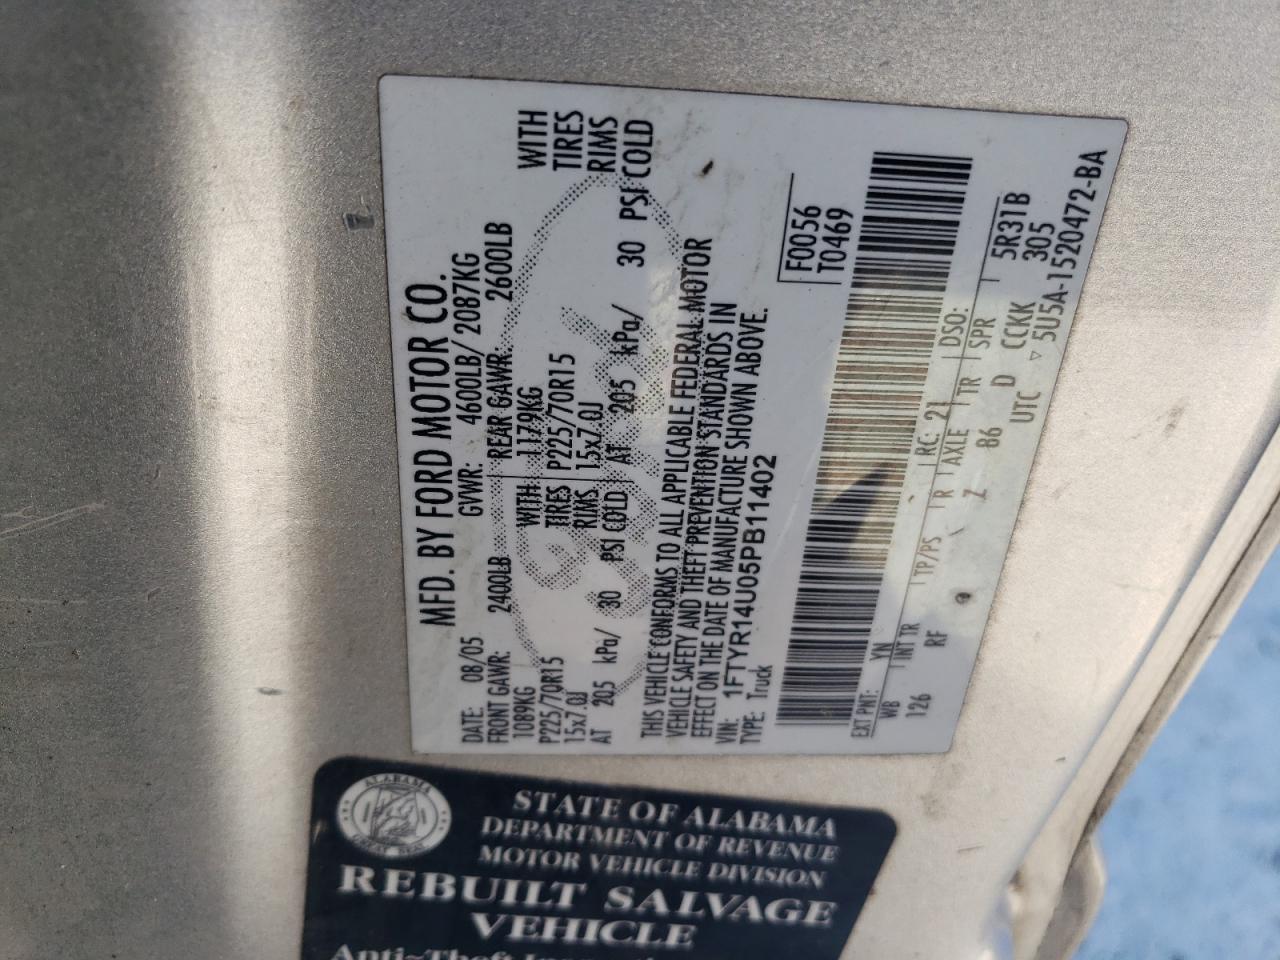 MFD. BY FORD MOTOR CO.
DATE: 08/05 GVWR: 4600LB/ 2087KG
FRONT GAWR: 2400LB REAR GAWR: 2600LB
1089KG WITH 1179KG WITH
P225/70R15 TIRES P225/70R15 TIRES
15x7.0J RIMS 15x7.0J RIMS
AT 205 kPa/ 30 PSI COLD AT 205 kPa/ 30 PSI COLD
THIS VEHICLE CONFORMS TO ALL APPLICABLE FEDERAL MOTOR
VEHICLE SAFETY AND THEFT PREVENTION STANDARDS IN
EFFECT ON THE DATE OF MANUFACTURE SHOWN ABOVE.
VIN: 1FTYR14U05PB11402
TYPE: Truck
F0056
T0469
EXT PNT: YN RC: 21 DSO:
WB INT TR TP/PS R AXLE TR SPR 5R31B
126 RF Z 86 D CCKK 305
UTC ▽ 5U5A-1520472-BA
ALABAMA
GREAT SEAL
STATE OF ALABAMA
DEPARTMENT OF REVENUE
MOTOR VEHICLE DIVISION
REBUILT SALVAGE
VEHICLE
Anti~Theft